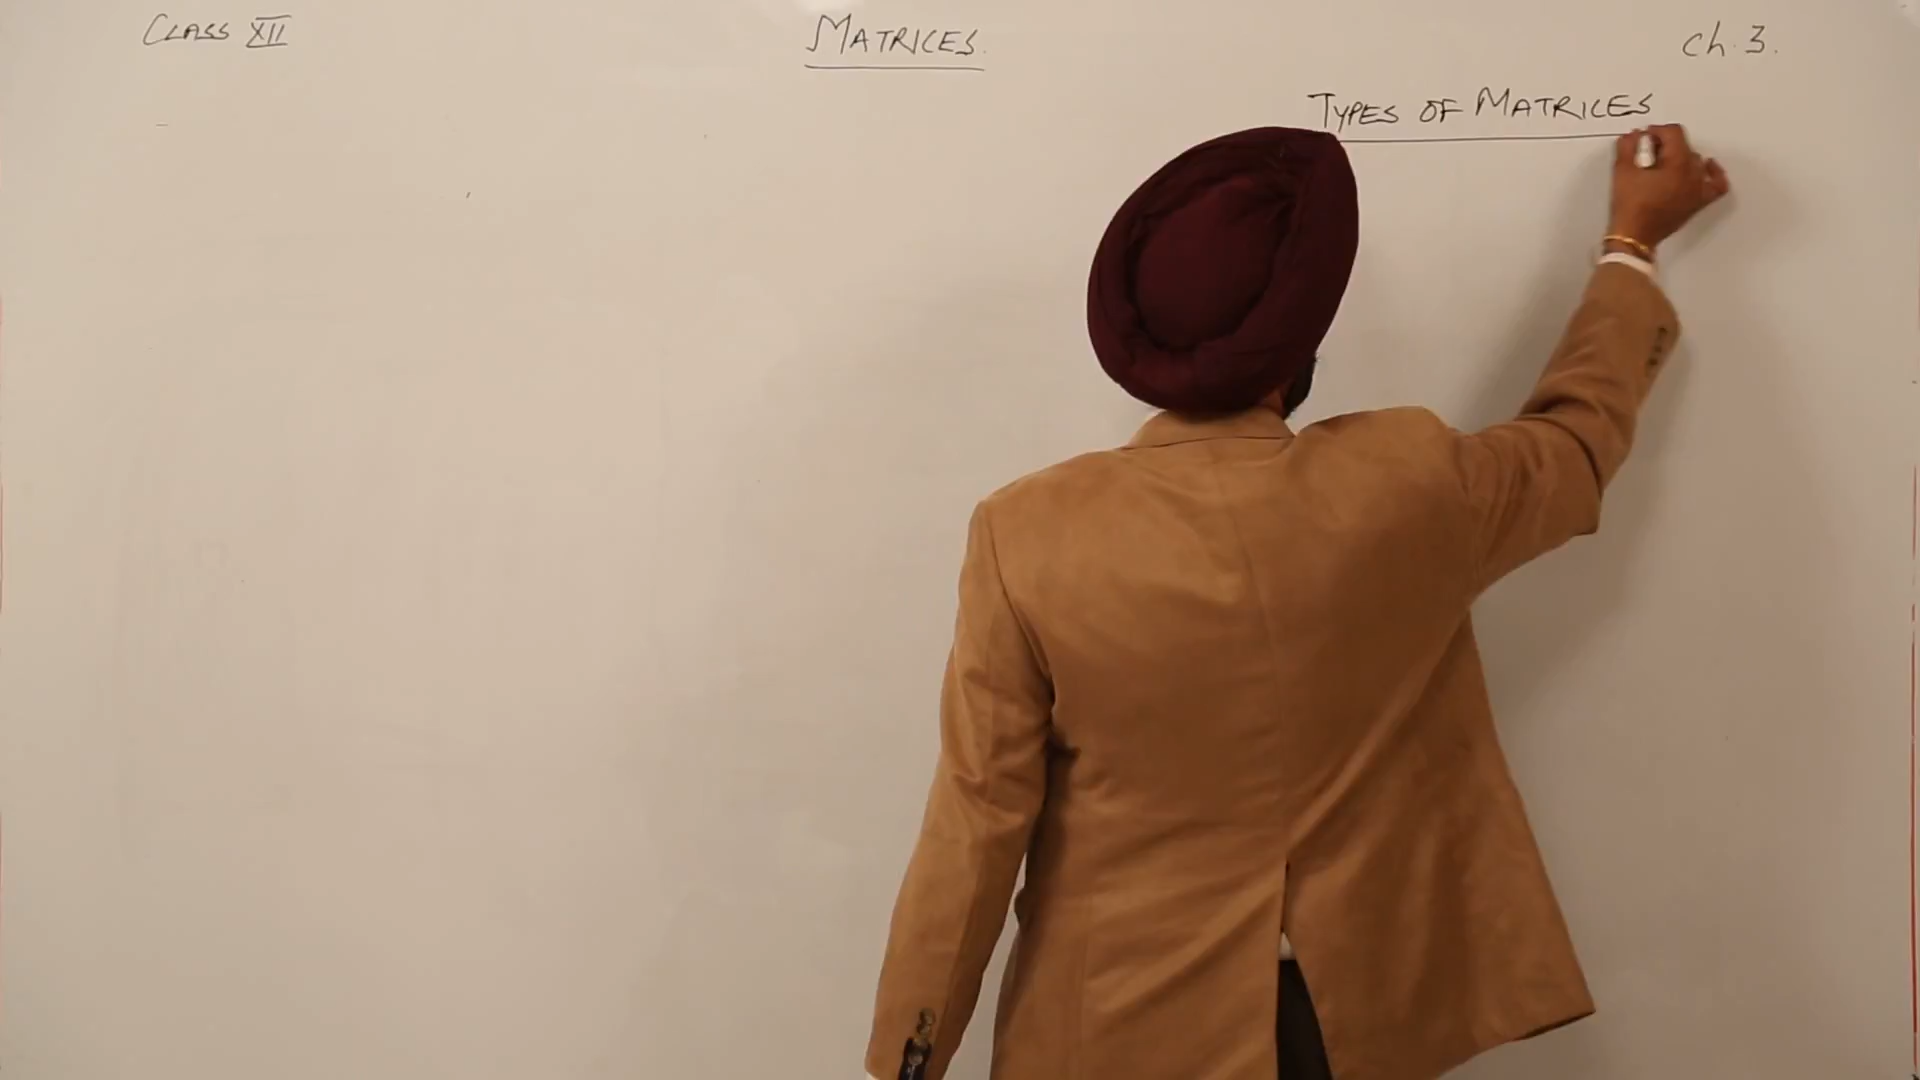 CLASS XII
MATRICES.
Ch. 3.
TYPES OF MATRICES